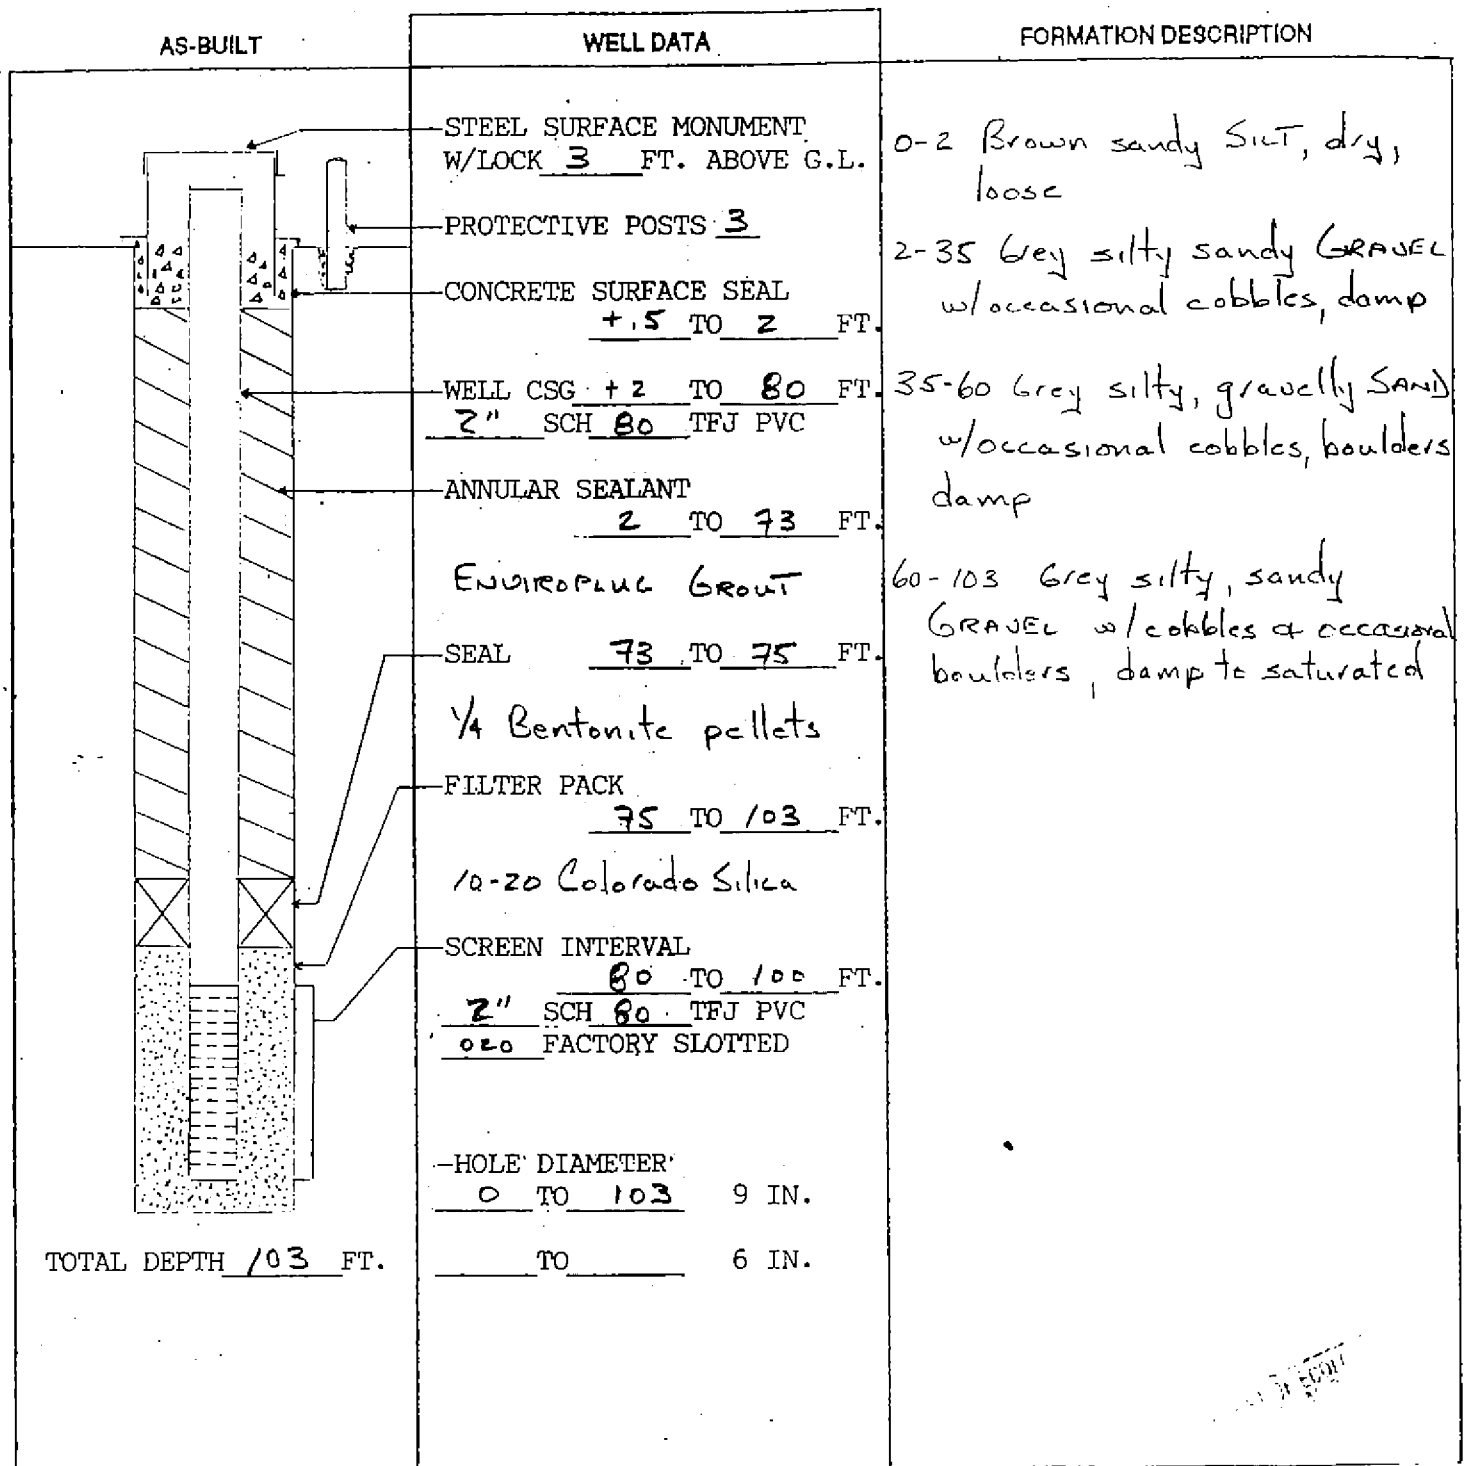 AS-BUILT
WELL DATA
FORMATION DESCRIPTION
STEEL SURFACE MONUMENT
W/LOCK 3 FT. ABOVE G.L.
PROTECTIVE POSTS 3
CONCRETE SURFACE SEAL
+.5 TO 2 FT.
WELL CSG +2 TO 80 FT.
2" SCH 80 TFJ PVC
ANNULAR SEALANT
2 TO 73 FT.
ENVIROPLUG GROUT
SEAL 73 TO 75 FT.
1/4 Bentonite pellets
FILTER PACK
75 TO 103 FT.
10-20 Colorado Silica
SCREEN INTERVAL
80 TO 100 FT.
2" SCH 80 TFJ PVC
020 FACTORY SLOTTED
HOLE DIAMETER
0 TO 103 9 IN.
TO 6 IN.
TOTAL DEPTH 103 FT.
0-2 Brown sandy SILT, dry,
loose
2-35 Grey silty sandy GRAVEL
w/occasional cobbles, damp
35-60 Grey silty, gravelly SAND
w/occasional cobbles, boulders
damp
60-103 Grey silty, sandy
GRAVEL w/cobbles & occasional
boulders, damp to saturated